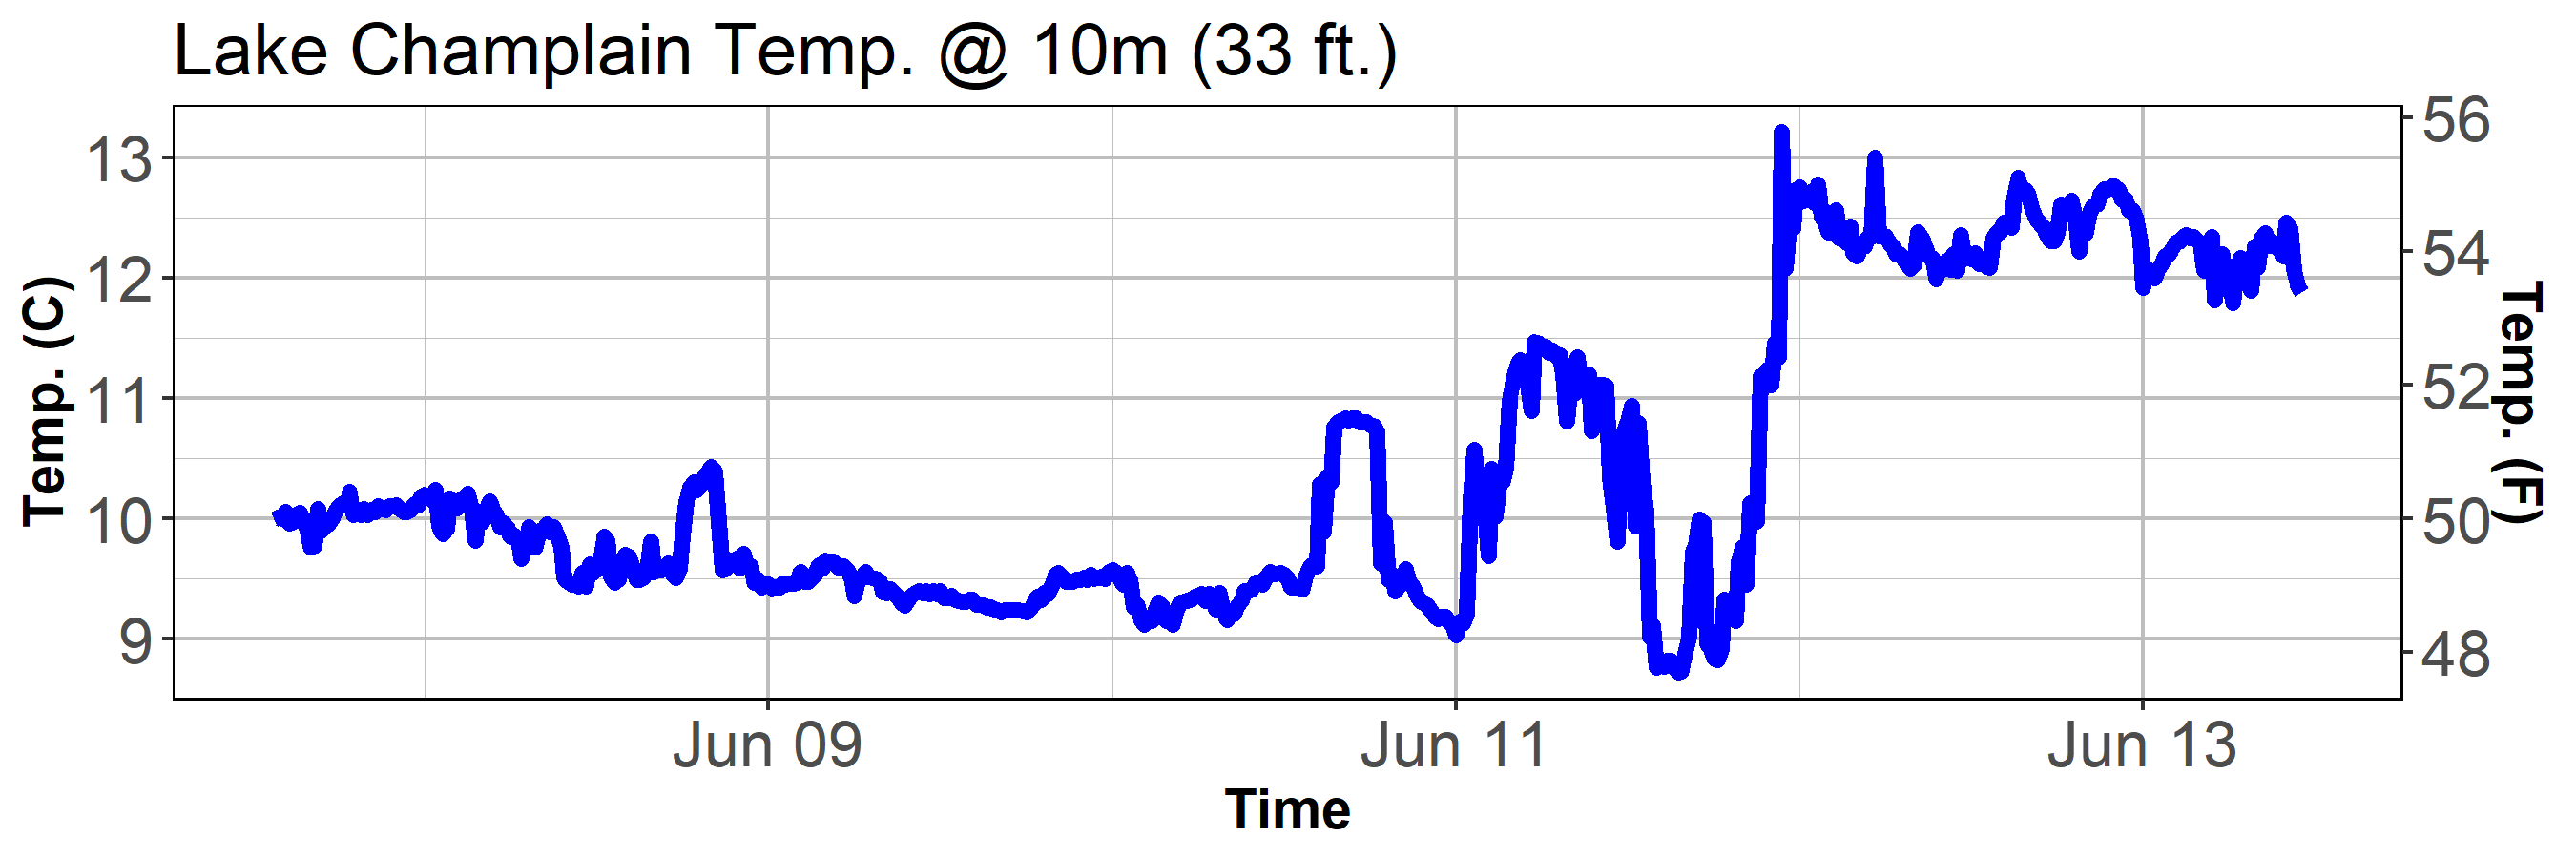 Lake Champlain Temp. @ 10m (33 ft.)
Temp. (C)
13
12
11
10
9
56
54
52
50
48
Temp. (F)
Jun 09
Jun 11
Jun 13
Time